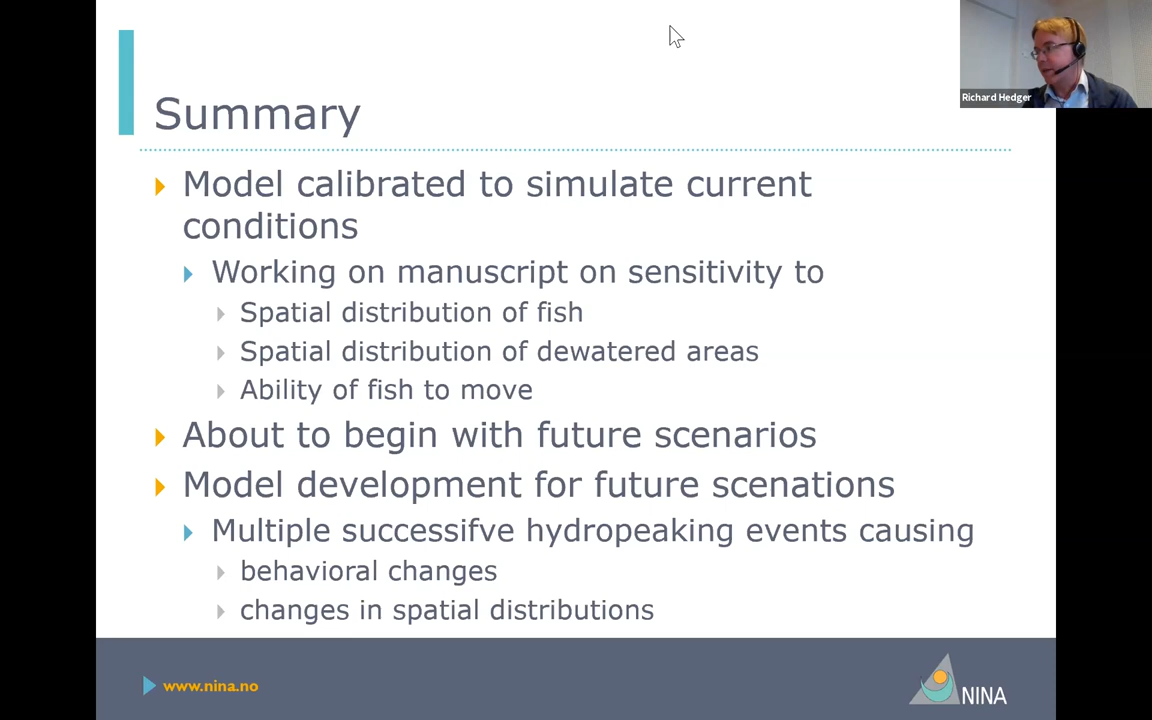 Richard Hedger
Summary
Model calibrated to simulate current
conditions
Working on manuscript on sensitivity to
Spatial distribution of fish
Spatial distribution of dewatered areas
Ability of fish to move
About to begin with future scenarios
Model development for future scenations
Multiple successifve hydropeaking events causing
behavioral changes
changes in spatial distributions
www.nina.no
NINA